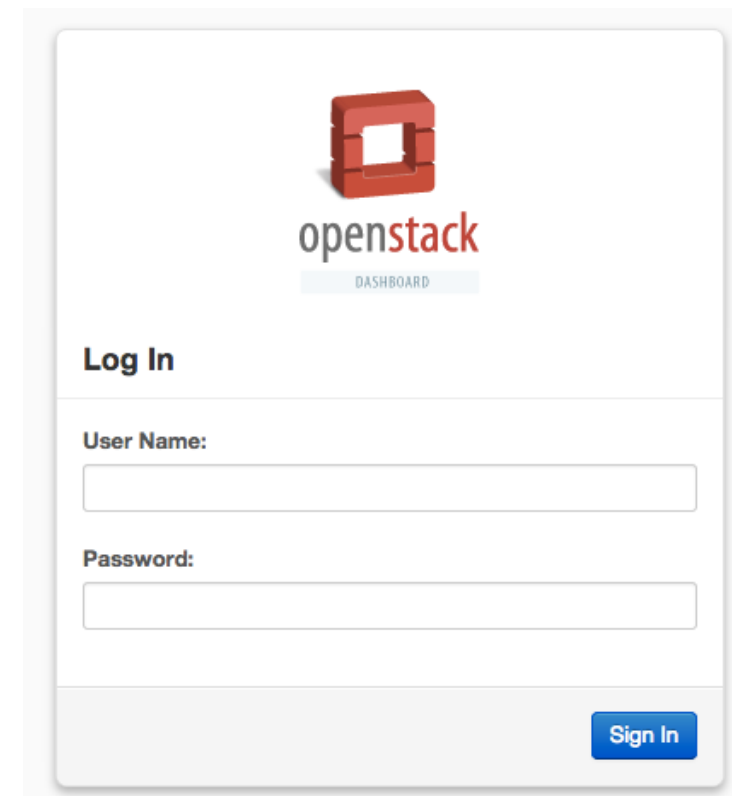 openstack
DASHBOARD
Log In
User Name:
Password:
Sign In